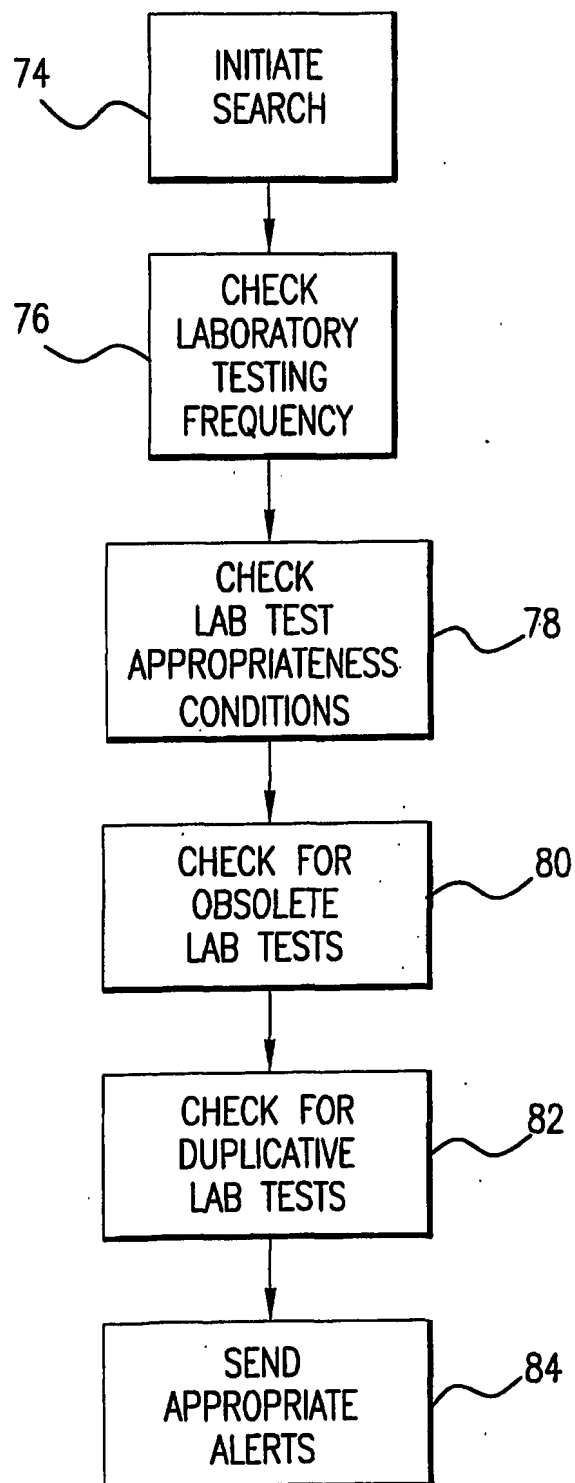 74
INITIATE
SEARCH
76
CHECK
LABORATORY
TESTING
FREQUENCY
CHECK
LAB TEST
APPROPRIATENESS
CONDITIONS
78
CHECK FOR
OBSOLETE
LAB TESTS
80
CHECK FOR
DUPLICATIVE
LAB TESTS
82
SEND
APPROPRIATE
ALERTS
84